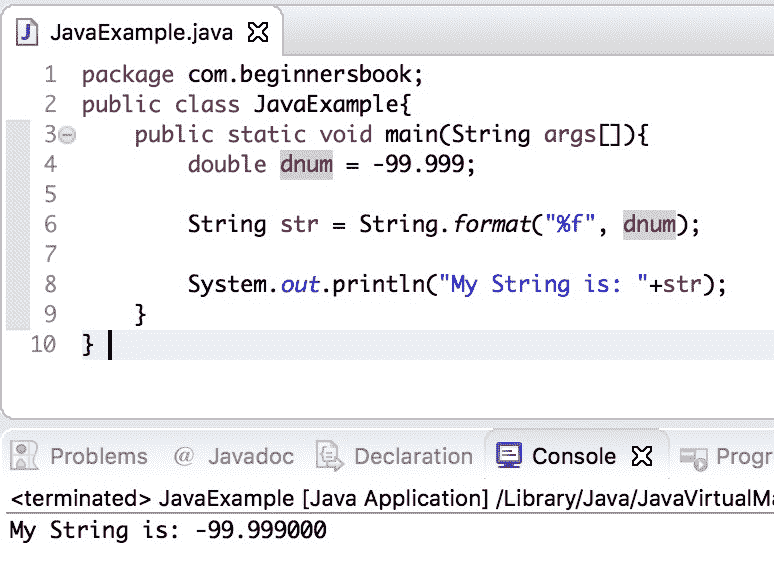 JavaExample.java
1 package com.beginnersbook;
2 public class JavaExample{
3     public static void main(String args[]){
4         double dnum = -99.999;
5
6         String str = String.format("%f", dnum);
7
8         System.out.println("My String is: "+str);
9     }
10 }
Problems @ Javadoc Declaration Console Progr
<terminated> JavaExample [Java Application] /Library/Java/JavaVirtualMa
My String is: -99.999000